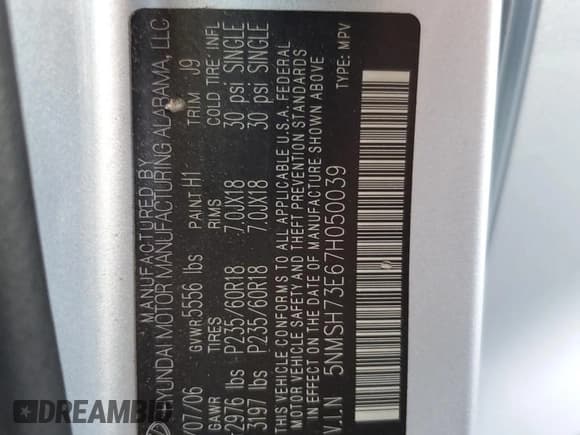 MANUFACTURED BY
HYUNDAI MOTOR MANUFACTURING ALABAMA, LLC
/07/06 GVWR 5556 lbs PAINT H1 TRIM J9
GAWR TIRES RIMS COLD TIRE INFL
2976 lbs P235/60R18 7.0JX18 30 psi SINGLE
3197 lbs P235/60R18 7.0JX18 30 psi SINGLE
THIS VEHICLE CONFORMS TO ALL APPLICABLE U.S.A. FEDERAL
SAFETY AND THEFT PREVENTION STANDARDS
IN EFFECT ON THE DATE OF MANUFACTURE SHOWN ABOVE
V.I.N 5NMSH73E67H050039 TYPE: MPV
DREAMBID